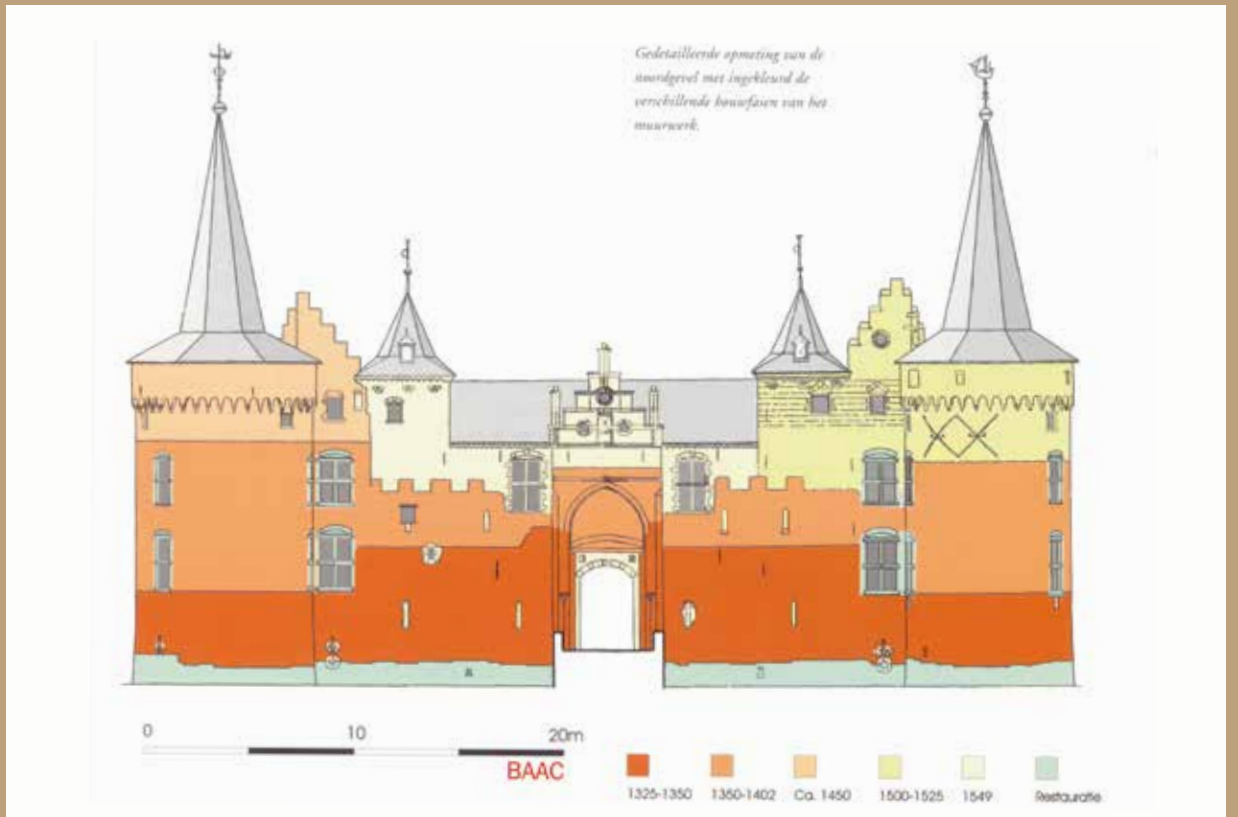 Gedetailleerde opmeting van de
noordgevel met ingekleurd de
verschillende bouwfasen van het
muurwerk.
0 10 20m
BAAC
1325-1350 1350-1402 Ca. 1450 1500-1525 1549 Restauratie